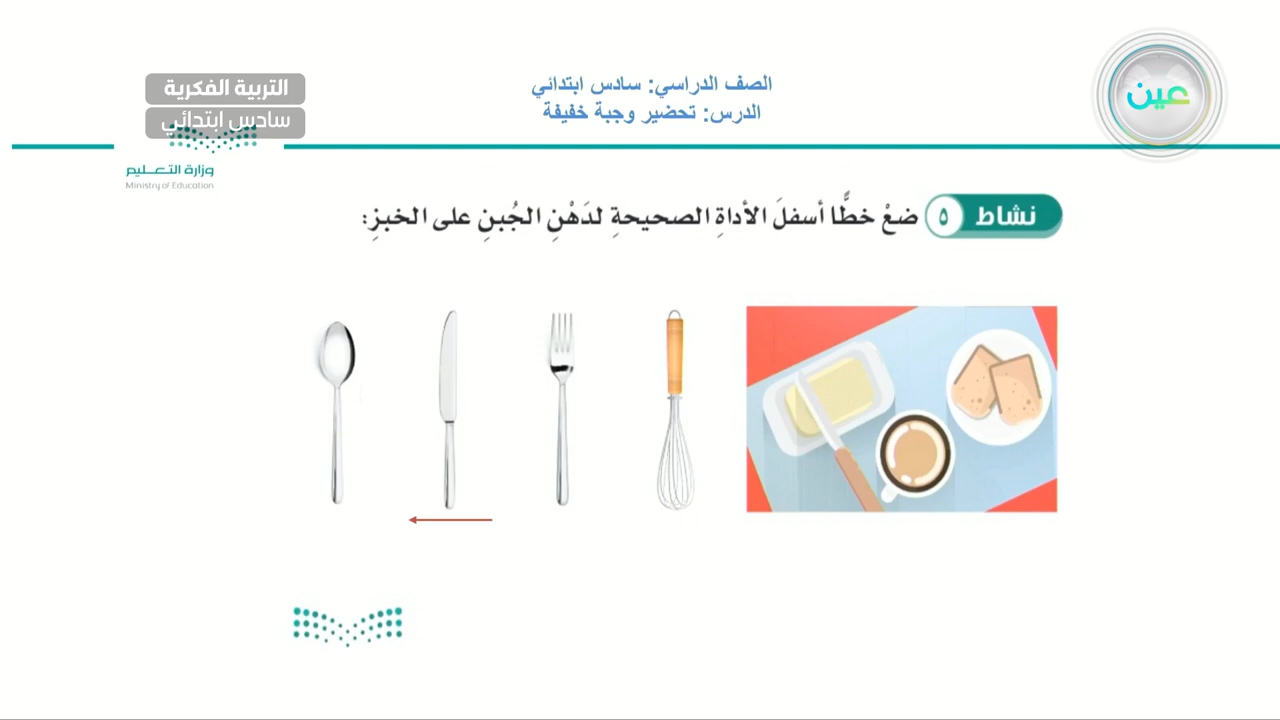 التربية الفكرية
سادس ابتدائي
الصف الدراسي: سادس ابتدائي
الدرس: تحضير وجبة خفيفة
عين
وزارة التعليم
Ministry of Education
نشاط ٥ ضعْ خطًّا أسفلَ الأداةِ الصحيحةِ لدَهْنِ الجُبنِ على الخبزِ: